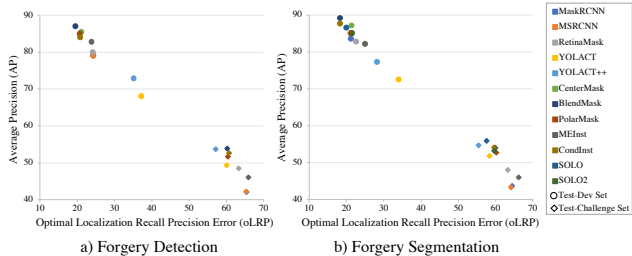 90
80
70
60
50
40
10 20 30 40 50 60 70
Average Precision (AP)
Optimal Localization Recall Precision Error (oLRP)
a) Forgery Detection
90
80
70
60
50
40
10 20 30 40 50 60 70
Average Precision (AP)
Optimal Localization Recall Precision Error (oLRP)
b) Forgery Segmentation
MaskRCNN
MSRCNN
RetinaMask
YOLACT
YOLACT++
CenterMask
BlendMask
PolarMask
MEInst
CondInst
SOLO
SOLO2
Test-Dev Set
Test-Challenge Set